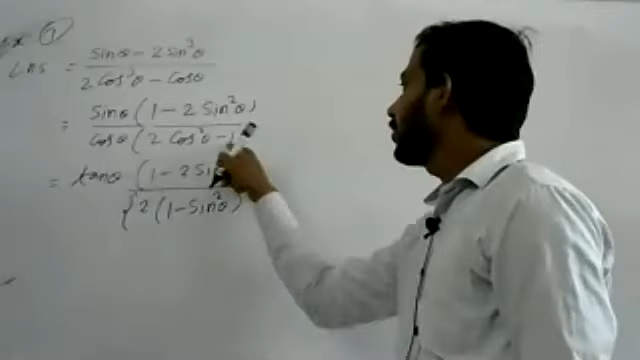 Ex ①
LHS = (sinθ - 2 sin³θ) / (2 cos³θ - cosθ)
= sinθ (1 - 2 sin²θ) / cosθ (2 cos²θ - 1
= tanθ (1 - 2 Si / {2 (1 - sin²θ)